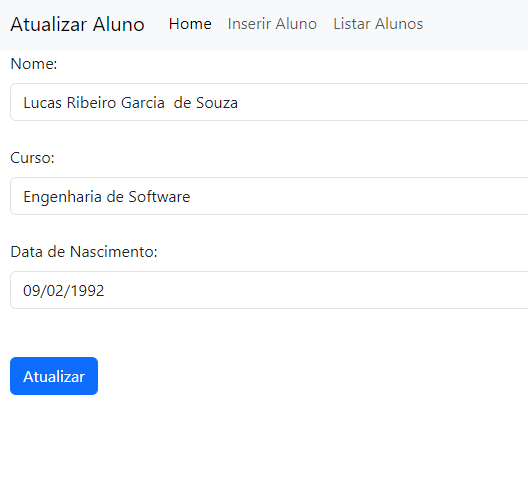 Atualizar Aluno Home Inserir Aluno Listar Alunos
Nome:
Lucas Ribeiro Garcia  de Souza
Curso:
Engenharia de Software
Data de Nascimento:
09/02/1992
Atualizar